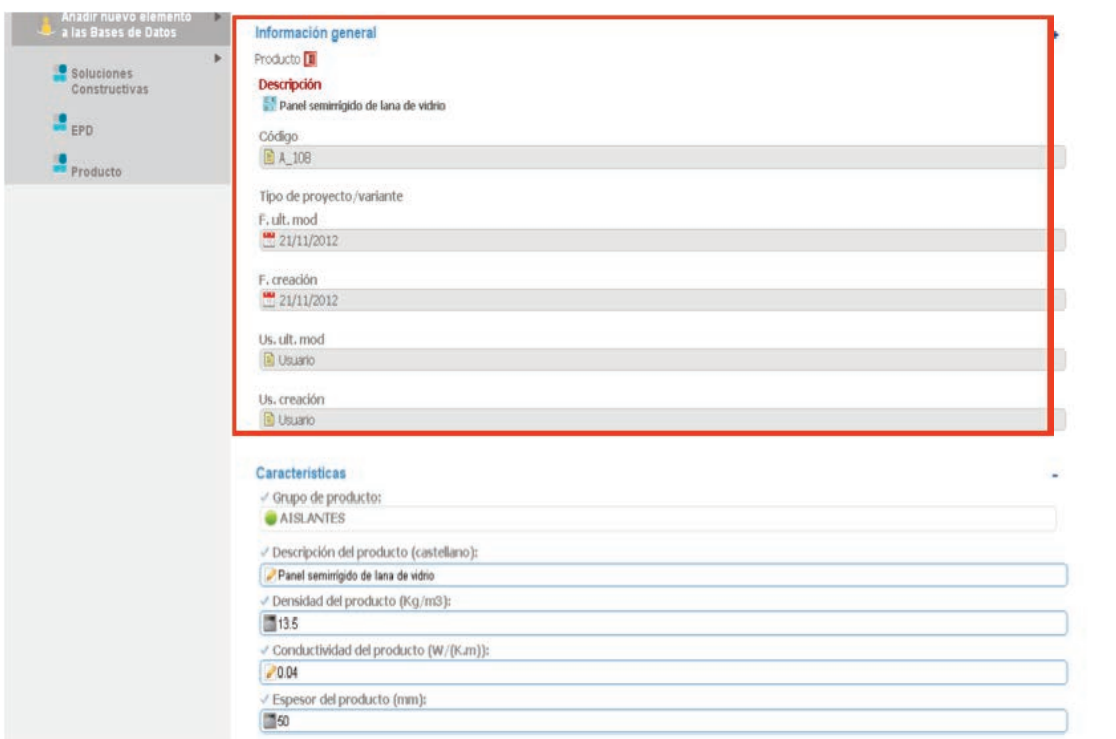 Añadir nuevo elemento
a las Bases de Datos
Soluciones
Constructivas
EPD
Producto
Información general
Producto
Descripción
Panel semirrígido de lana de vidrio
Código
A_108
Tipo de proyecto/variante
F. ult. mod
21/11/2012
F. creación
21/11/2012
Us. ult. mod
Usuario
Us. creación
Usuario
Características
-
Grupo de producto:
AISLANTES
Descripción del producto (castellano):
Panel semirrígido de lana de vidrio
Densidad del producto (Kg/m3):
13.5
Conductividad del producto (W/(K.m)):
0.04
Espesor del producto (mm):
50